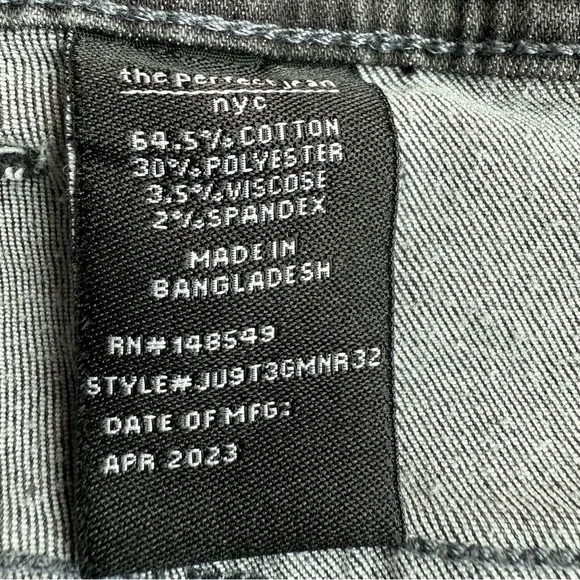 the perfect jean
nyc
64.5% COTTON
30% POLYESTER
3.5% VISCOSE
2% SPANDEX
MADE IN
BANGLADESH
RN#148549
STYLE#JU9T3GMNR32
DATE OF MFG:
APR 2023